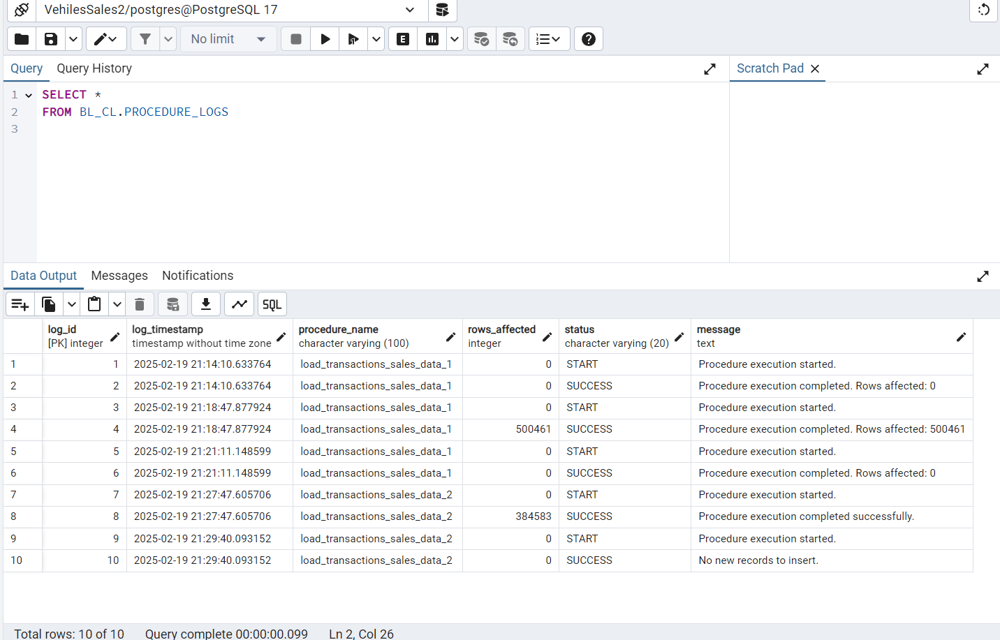 VehilesSales2/postgres@PostgreSQL 17
No limit
E
Query Query History Scratch Pad
1 SELECT *
2 FROM BL_CL.PROCEDURE_LOGS
3
Data Output Messages Notifications
SQL
log_id log_timestamp procedure_name rows_affected status message
[PK] integer timestamp without time zone character varying (100) integer character varying (20) text
1 1 2025-02-19 21:14:10.633764 load_transactions_sales_data_1 0 START Procedure execution started.
2 2 2025-02-19 21:14:10.633764 load_transactions_sales_data_1 0 SUCCESS Procedure execution completed. Rows affected: 0
3 3 2025-02-19 21:18:47.877924 load_transactions_sales_data_1 0 START Procedure execution started.
4 4 2025-02-19 21:18:47.877924 load_transactions_sales_data_1 500461 SUCCESS Procedure execution completed. Rows affected: 500461
5 5 2025-02-19 21:21:11.148599 load_transactions_sales_data_1 0 START Procedure execution started.
6 6 2025-02-19 21:21:11.148599 load_transactions_sales_data_1 0 SUCCESS Procedure execution completed. Rows affected: 0
7 7 2025-02-19 21:27:47.605706 load_transactions_sales_data_2 0 START Procedure execution started.
8 8 2025-02-19 21:27:47.605706 load_transactions_sales_data_2 384583 SUCCESS Procedure execution completed successfully.
9 9 2025-02-19 21:29:40.093152 load_transactions_sales_data_2 0 START Procedure execution started.
10 10 2025-02-19 21:29:40.093152 load_transactions_sales_data_2 0 SUCCESS No new records to insert.
Total rows: 10 of 10 Query complete 00:00:00.099 Ln 2, Col 26